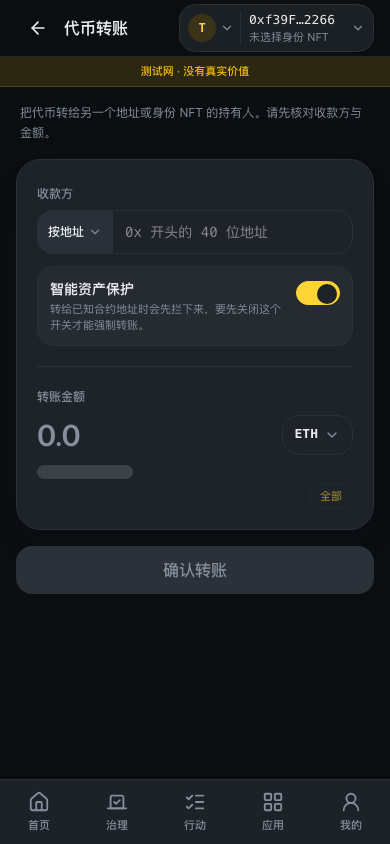 代币转账
T
0xf39F…2266
未选择身份 NFT
测试网 · 没有真实价值
把代币转给另一个地址或身份 NFT 的持有人。请先核对收款方与
金额。
收款方
按地址
0x 开头的 40 位地址
智能资产保护
转给已知合约地址时会先拦下来，要先关闭这个
开关才能强制转账。
转账金额
0.0
ETH
全部
确认转账
首页
治理
行动
应用
我的